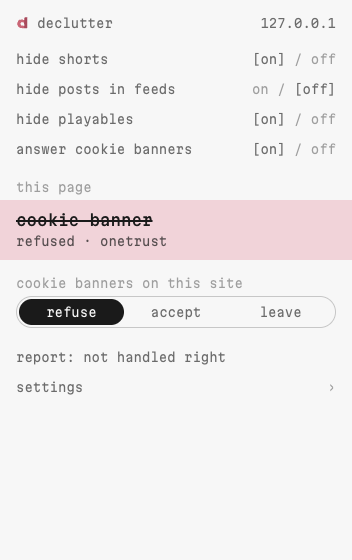 d declutter 127.0.0.1
hide shorts [on] / off
hide posts in feeds on / [off]
hide playables [on] / off
answer cookie banners [on] / off
this page
cookie banner
refused · onetrust
cookie banners on this site
refuse accept leave
report: not handled right
settings ›